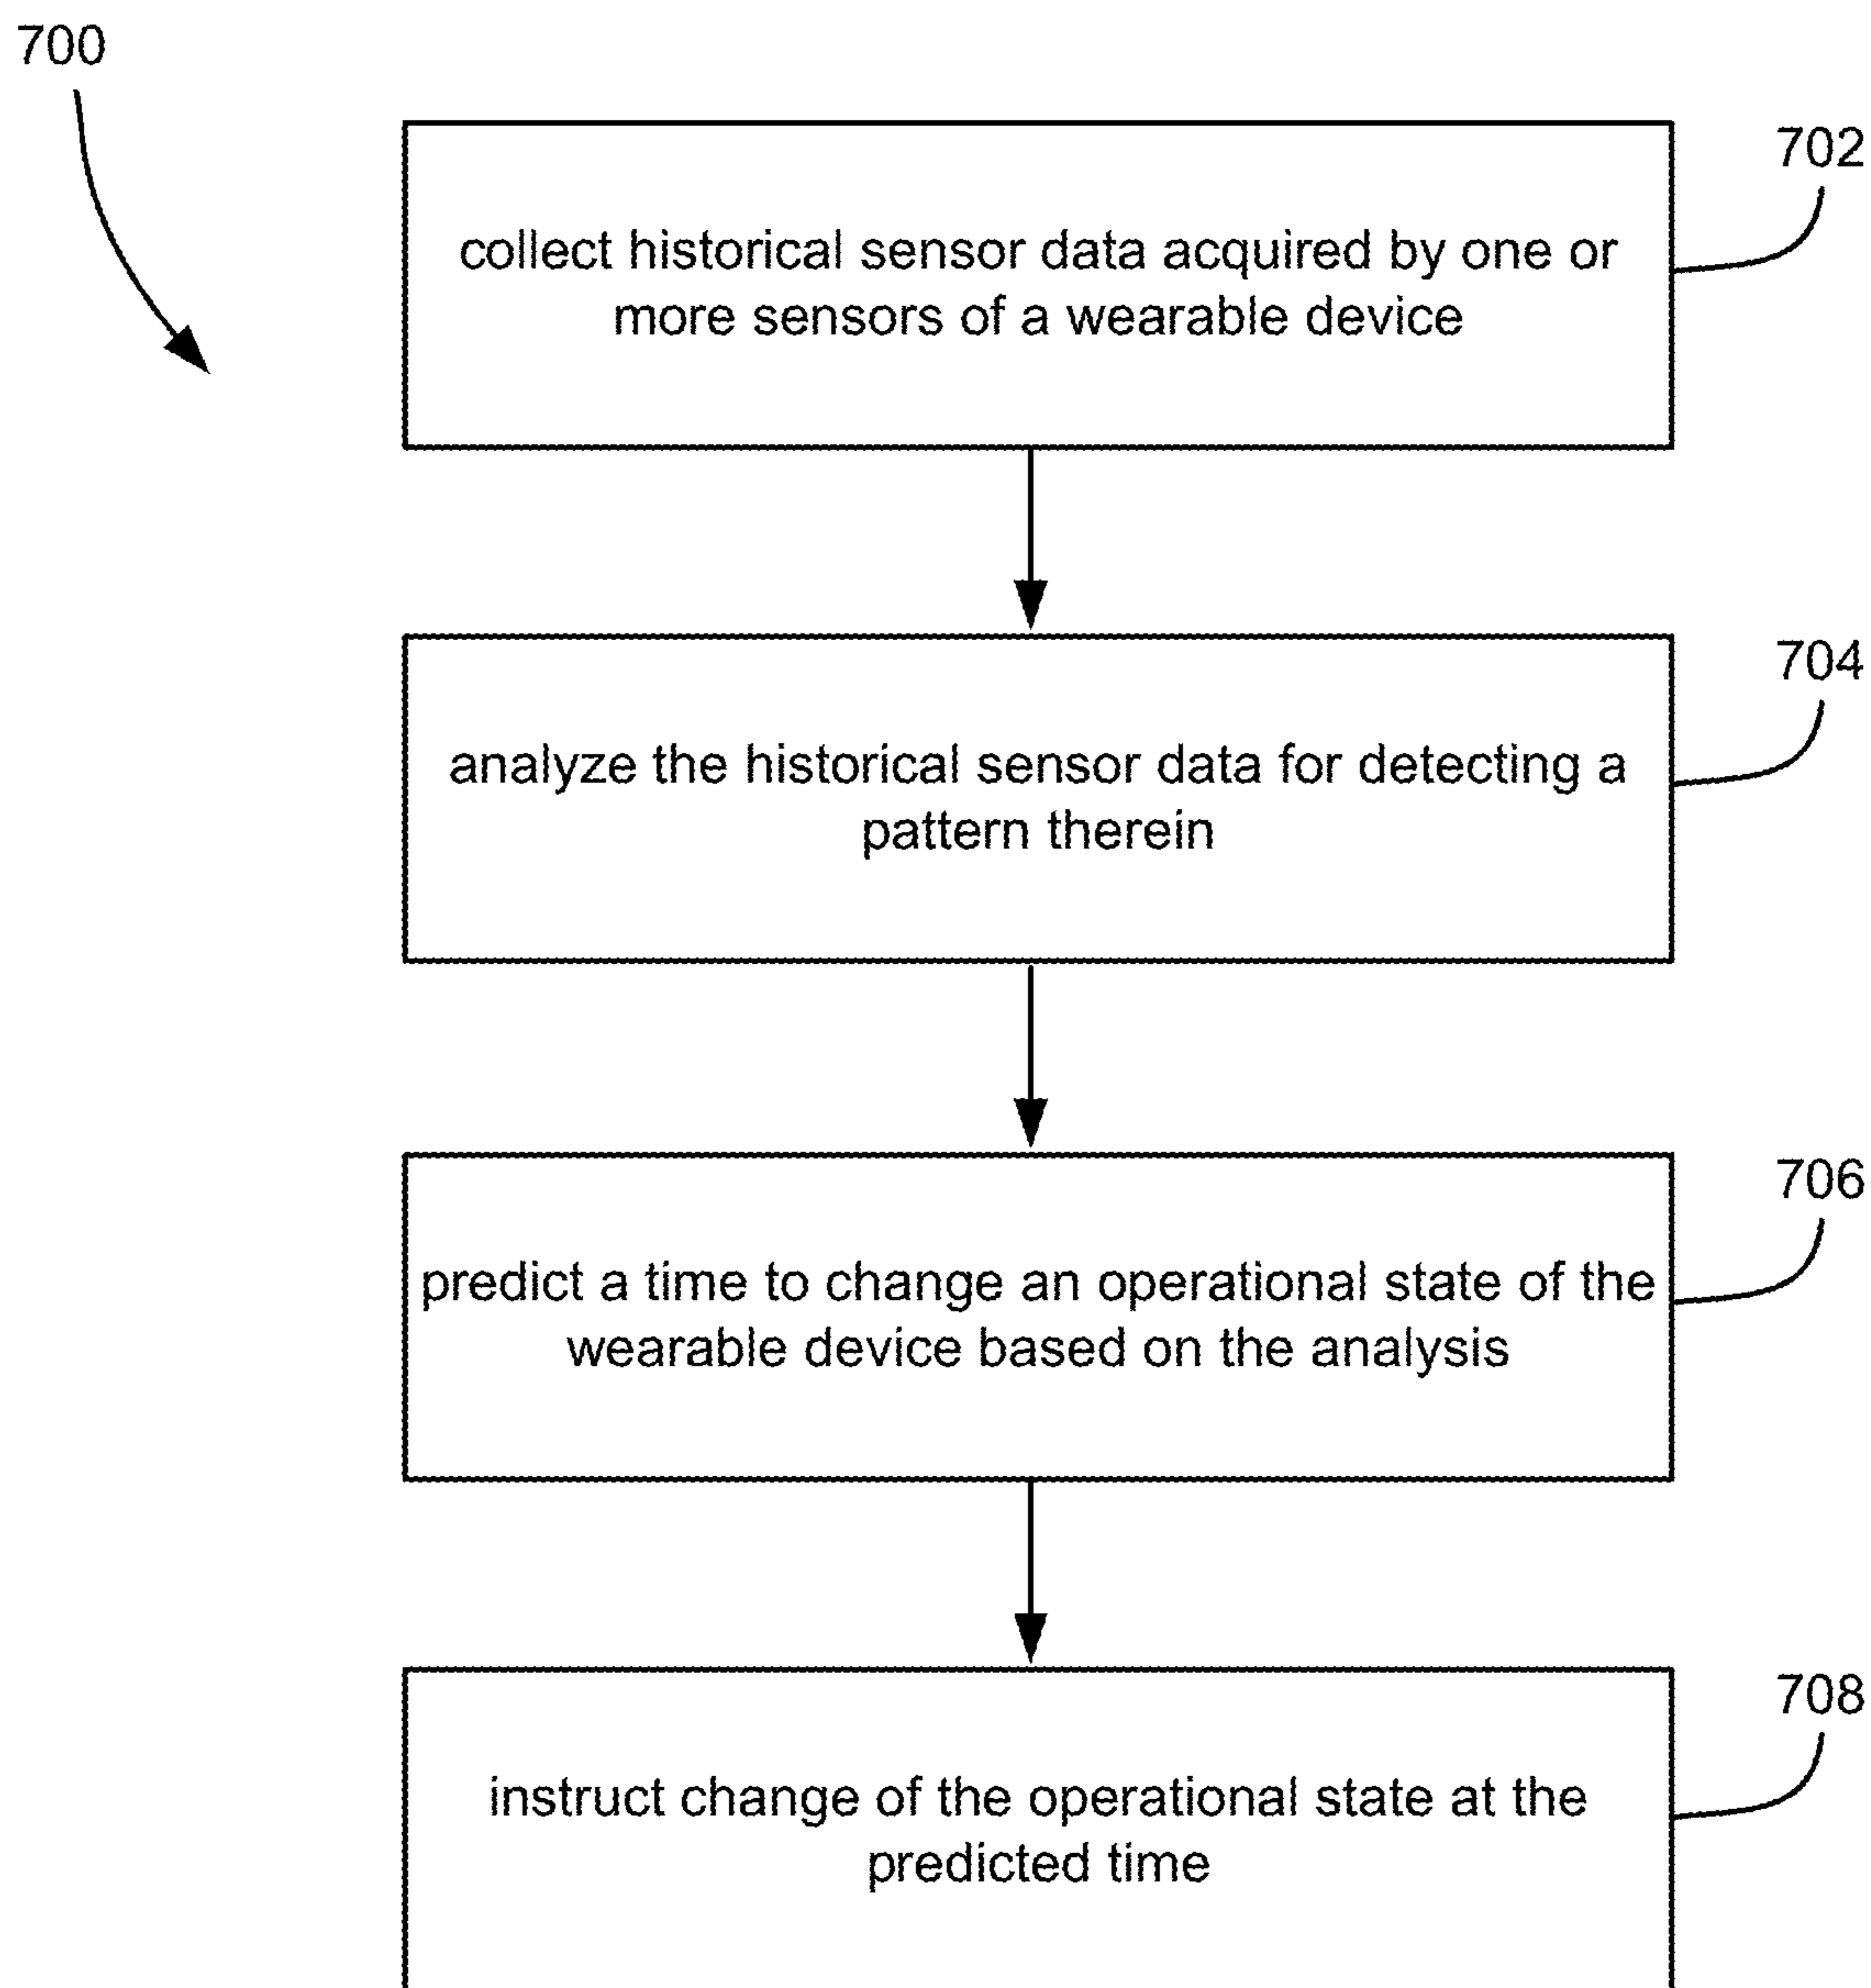 700
702
collect historical sensor data acquired by one or
more sensors of a wearable device
704
analyze the historical sensor data for detecting a
pattern therein
706
predict a time to change an operational state of the
wearable device based on the analysis
708
instruct change of the operational state at the
predicted time